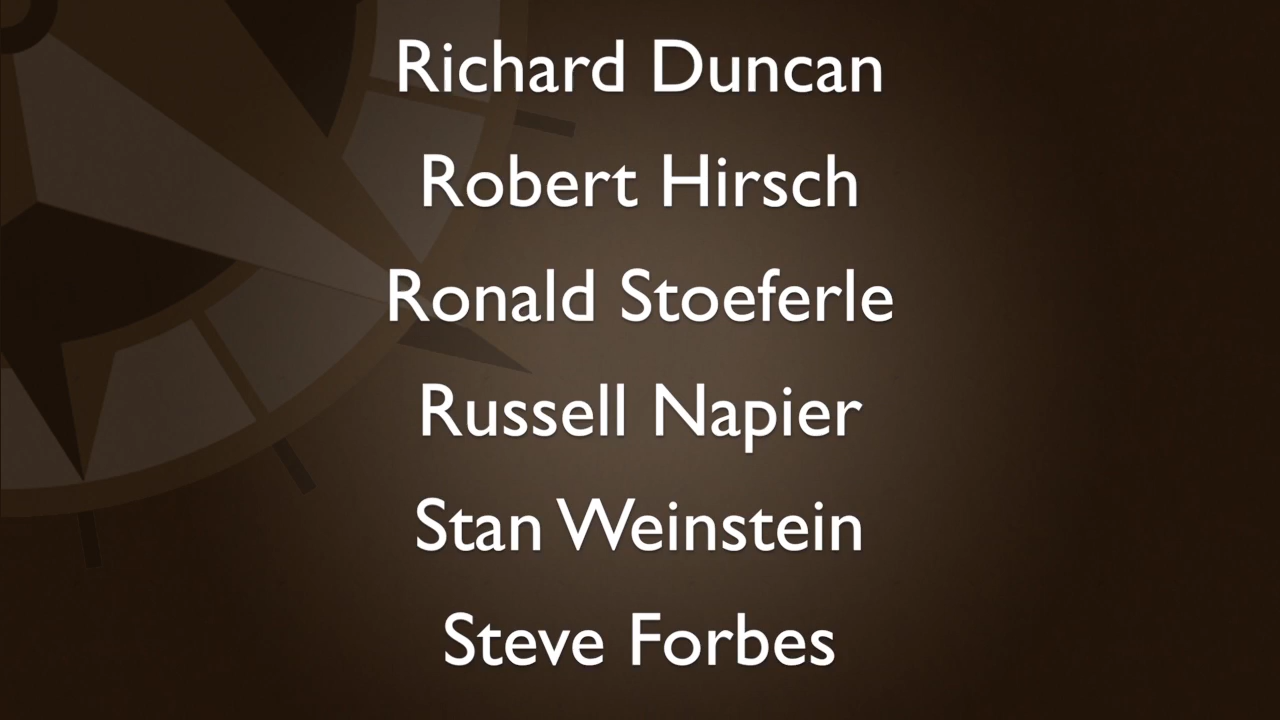 Richard Duncan
Robert Hirsch
Ronald Stoeferle
Russell Napier
Stan Weinstein
Steve Forbes